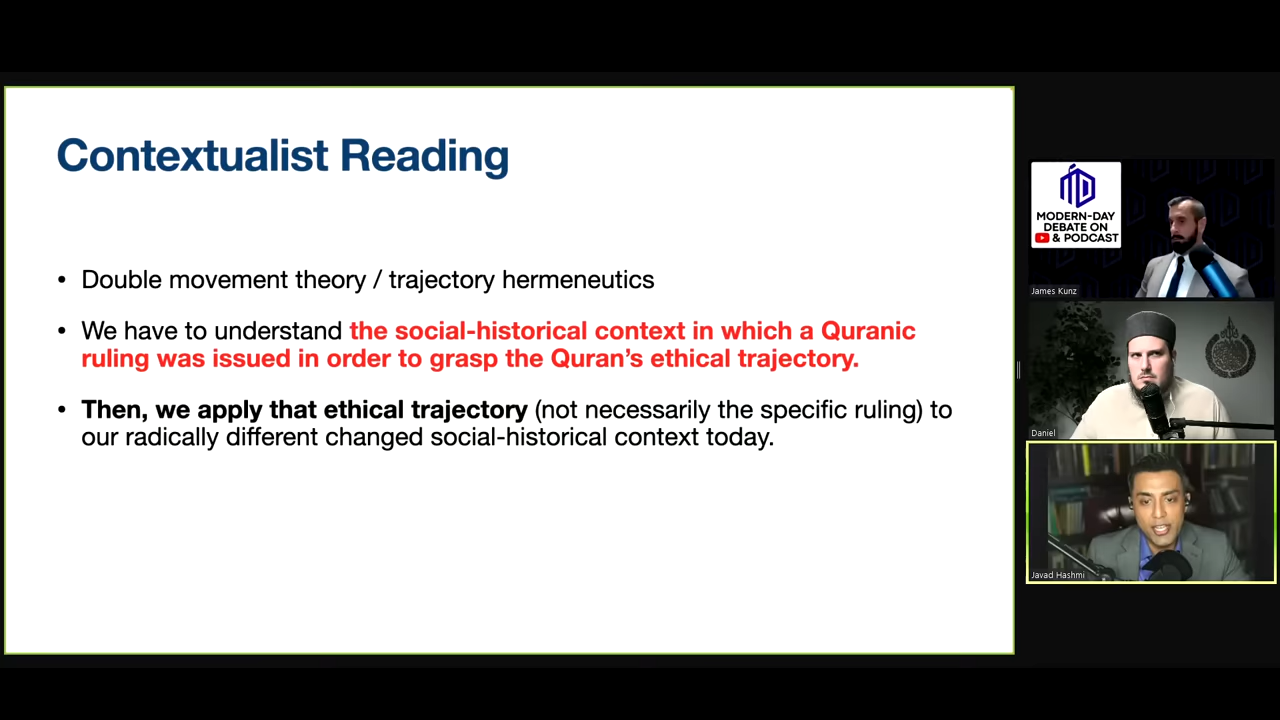 Contextualist Reading
• Double movement theory / trajectory hermeneutics
• We have to understand the social-historical context in which a Quranic
ruling was issued in order to grasp the Quran’s ethical trajectory.
• Then, we apply that ethical trajectory (not necessarily the specific ruling) to
our radically different changed social-historical context today.
MODERN-DAY
DEBATE ON
& PODCAST
James Kunz
Daniel
Javad Hashmi